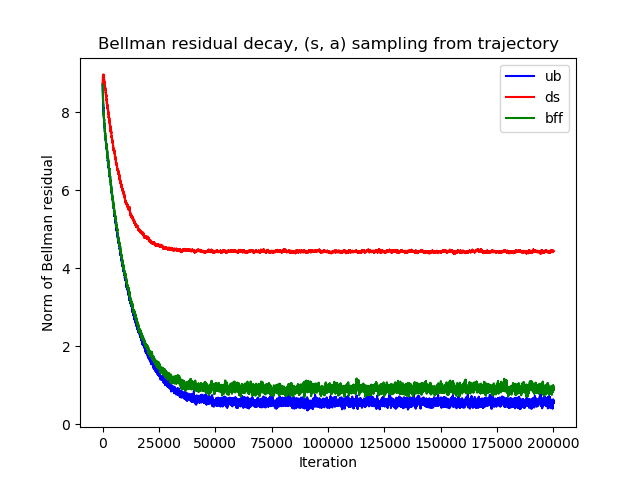 Bellman residual decay, (s, a) sampling from trajectory
ub
ds
bff
Norm of Bellman residual
8
6
4
2
0
0 25000 50000 75000 100000 125000 150000 175000 200000
Iteration